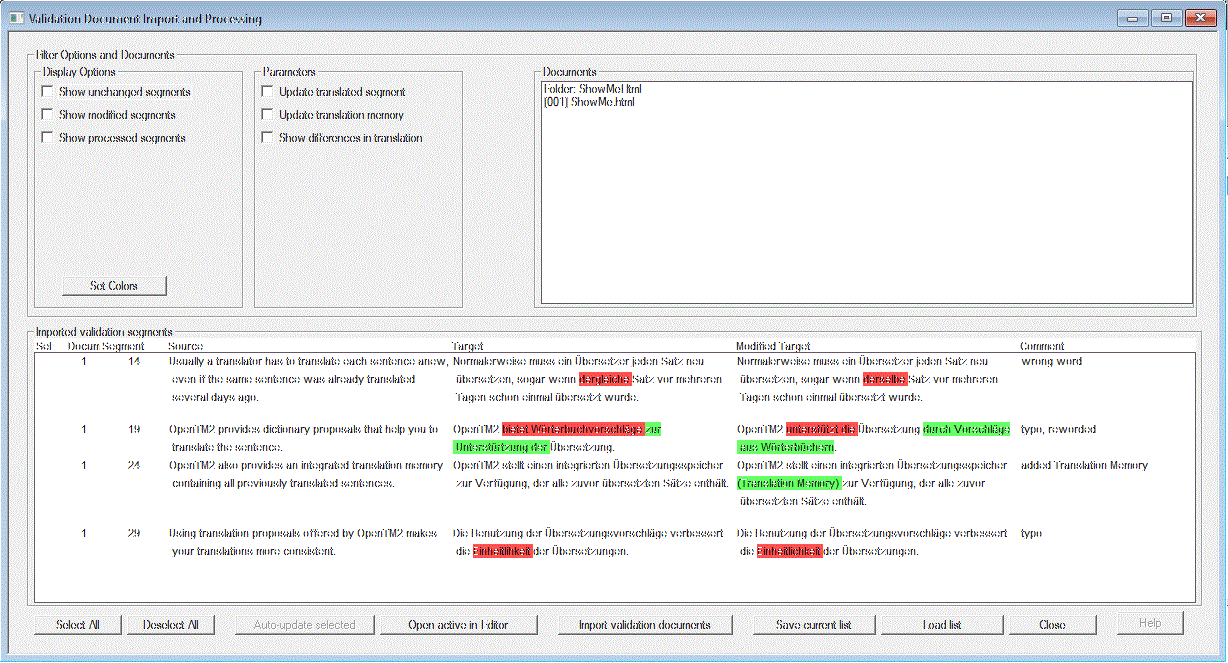 Validation Document Import and Processing
Filter Options and Documents
Display Options
Show unchanged segments
Show modified segments
Show processed segments
Set Colors
Parameters
Update translated segment
Update translation memory
Show differences in translation
Documents
Folder: ShowMeHtml
(001) ShowMe.html
Imported validation segments
Sel Docum Segment Source Target Modified Target Comment
1 14 Usually a translator has to translate each sentence anew, Normalerweise muss ein Übersetzer jeden Satz neu Normalerweise muss ein Übersetzer jeden Satz neu wrong word
even if the same sentence was already translated übersetzen, sogar wenn dergleiche Satz vor mehreren übersetzen, sogar wenn derselbe Satz vor mehreren
several days ago. Tagen schon einmal übersetzt wurde. Tagen schon einmal übersetzt wurde.
1 19 OpenTM2 provides dictionary proposals that help you to OpenTM2 bietet Wörterbuchvorschläge zur OpenTM2 unterstützt die Übersetzung durch Vorschläge typo, reworded
translate the sentence. Unterstürtzung der Übersetzung. aus Wörterbüchern.
1 24 OpenTM2 also provides an integrated translation memory OpenTM2 stellt einen integrierten Übersetzungsspeicher OpenTM2 stellt einen integrierten Übersetzungsspeicher added Translation Memory
containing all previously translated sentences. zur Verfügung, der alle zuvor übersetzten Sätze enthält. (Translation Memory) zur Verfügung, der alle zuvor
übersetzten Sätze enthält.
1 29 Using translation proposals offered by OpenTM2 makes Die Benutzung der Übersetzungsvorschläge verbessert Die Benutzung der Übersetzungsvorschläge verbessert typo
your translations more consistent. die Einheitlihkeit der Übersetzungen. die Einheitlichkeit der Übersetzungen.
Select All Deselect All Auto-update selected Open active in Editor Import validation documents Save current list Load list Close Help